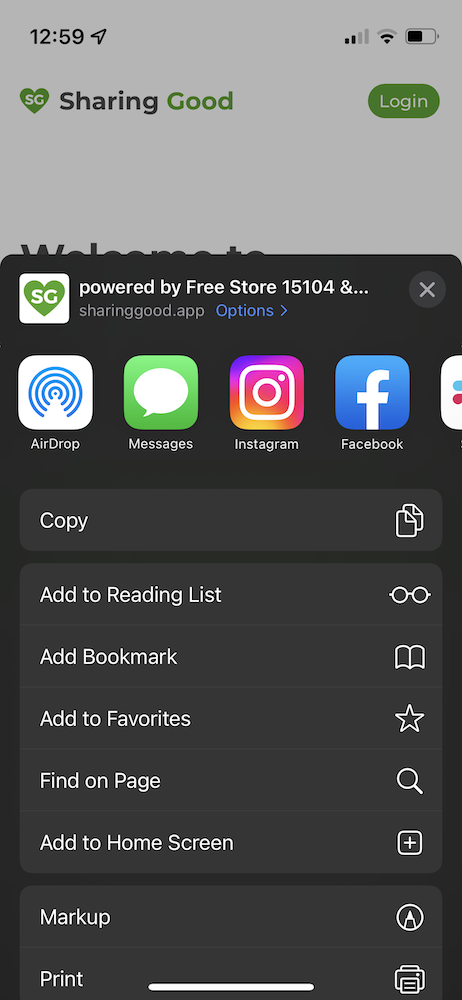 12:59
SG Sharing Good
Login
Welcome to
SG
powered by Free Store 15104 &...
sharinggood.app Options >
AirDrop
Messages
Instagram
Facebook
Copy
Add to Reading List
Add Bookmark
Add to Favorites
Find on Page
Add to Home Screen
Markup
Print